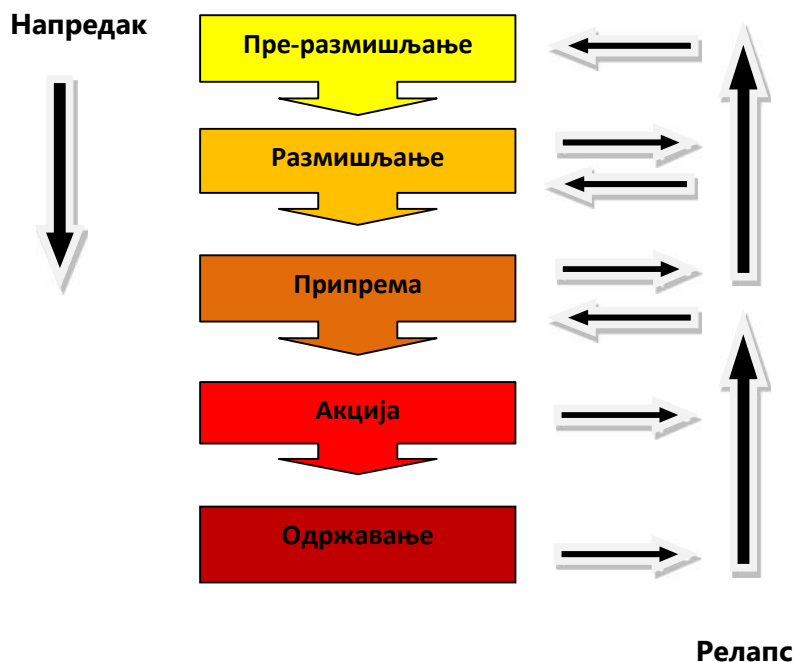 Напредак
Пре-размишљање
Размишљање
Припрема
Акција
Одржавање
Релапс